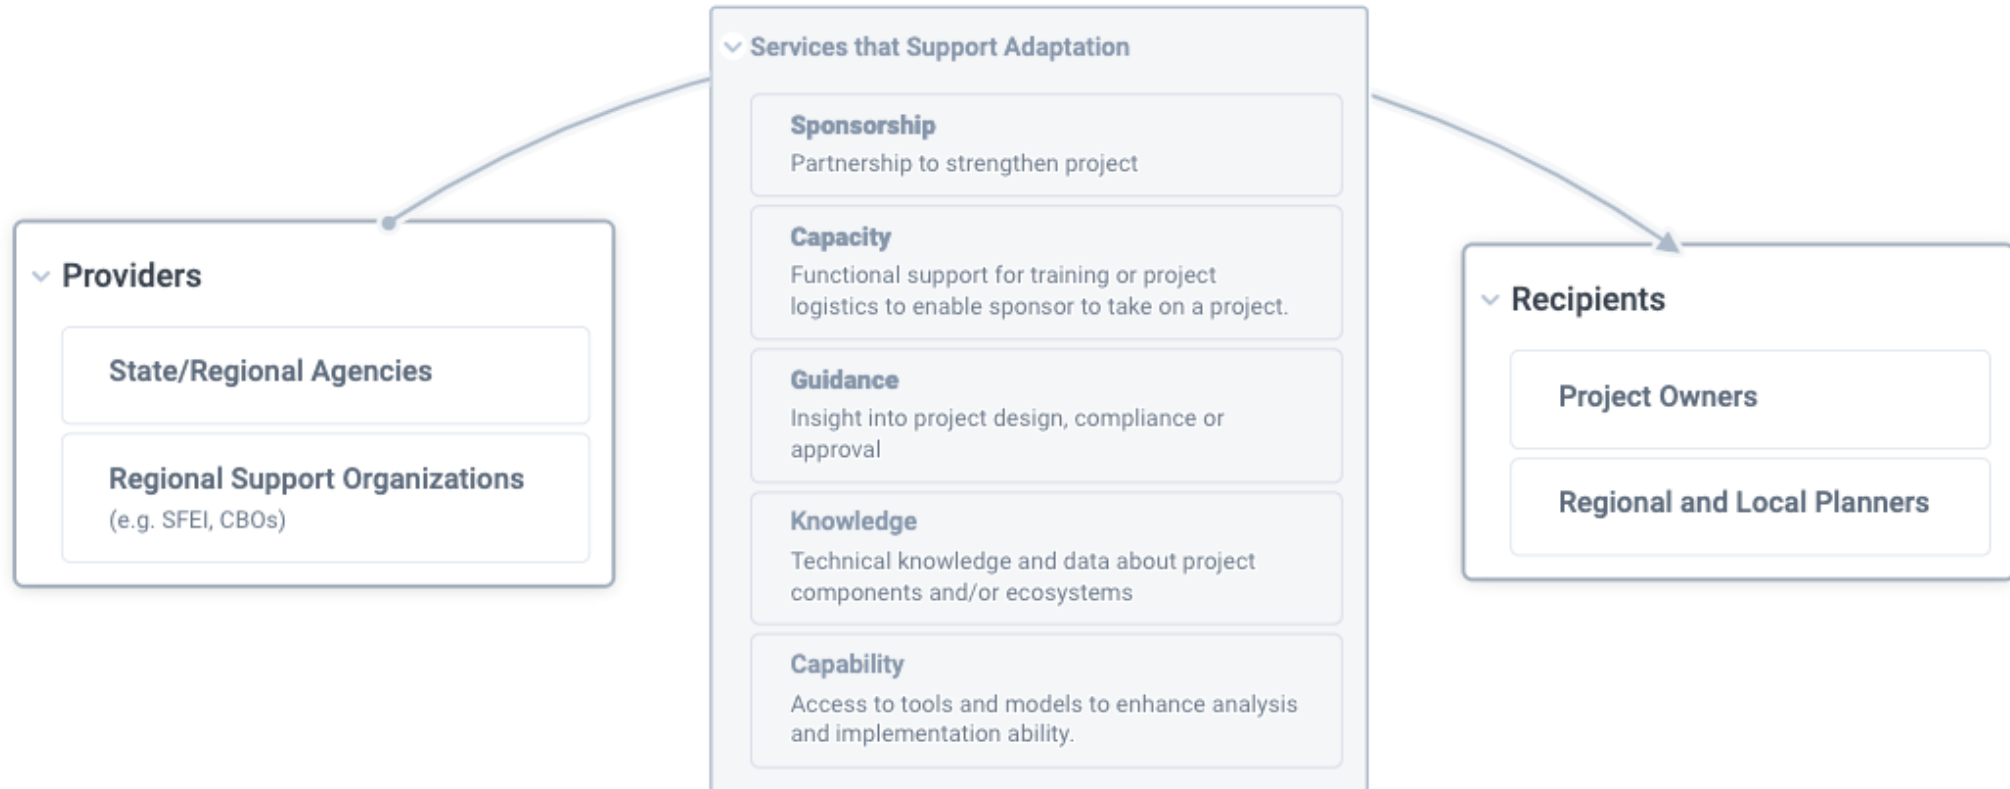 Services that Support Adaptation
Sponsorship
Partnership to strengthen project
Capacity
Functional support for training or project
logistics to enable sponsor to take on a project.
Guidance
Insight into project design, compliance or
approval
Knowledge
Technical knowledge and data about project
components and/or ecosystems
Capability
Access to tools and models to enhance analysis
and implementation ability.
Providers
State/Regional Agencies
Regional Support Organizations
(e.g. SFEI, CBOs)
Recipients
Project Owners
Regional and Local Planners